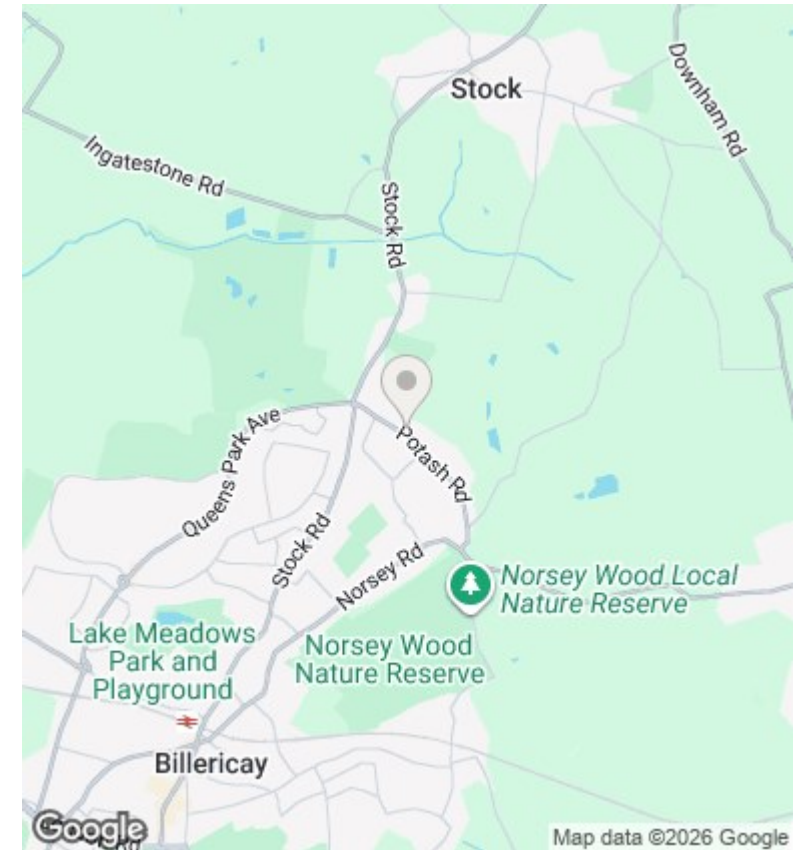 Stock
Downham Rd
Ingatestone Rd
Stock Rd
Queens Park Ave
Potash Rd
Stock Rd
Norsey Rd
Norsey Wood Local
Nature Reserve
Lake Meadows
Park and
Playground
Norsey Wood
Nature Reserve
Billericay
Rd
Google
Map data ©2026 Google